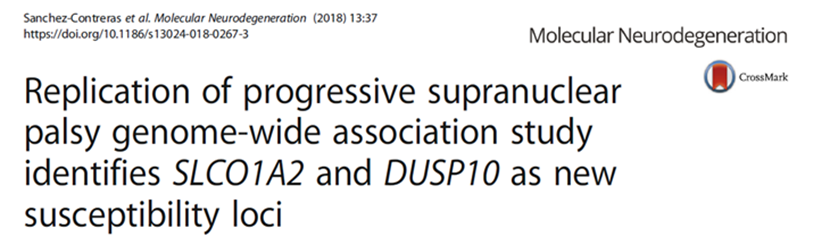 Sanchez-Contreras et al. Molecular Neurodegeneration (2018) 13:37
https://doi.org/10.1186/s13024-018-0267-3
Molecular Neurodegeneration
CrossMark
Replication of progressive supranuclear
palsy genome-wide association study
identifies SLCO1A2 and DUSP10 as new
susceptibility loci